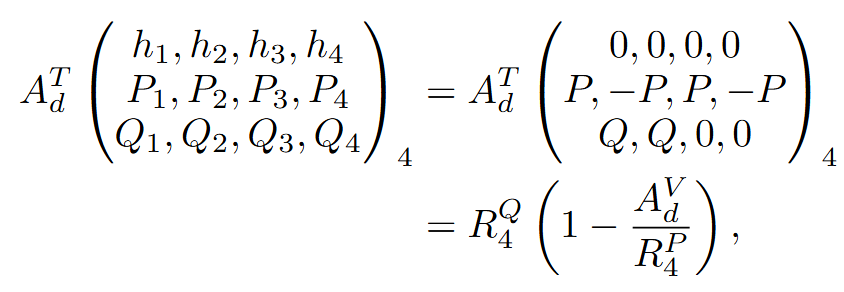 A_d^T \begin{pmatrix} h_1, h_2, h_3, h_4 \\ P_1, P_2, P_3, P_4 \\ Q_1, Q_2, Q_3, Q_4 \end{pmatrix}_4 = A_d^T \begin{pmatrix} 0, 0, 0, 0 \\ P, -P, P, -P \\ Q, Q, 0, 0 \end{pmatrix}_4
= R_4^Q \left( 1 - \frac{A_d^V}{R_4^P} \right),